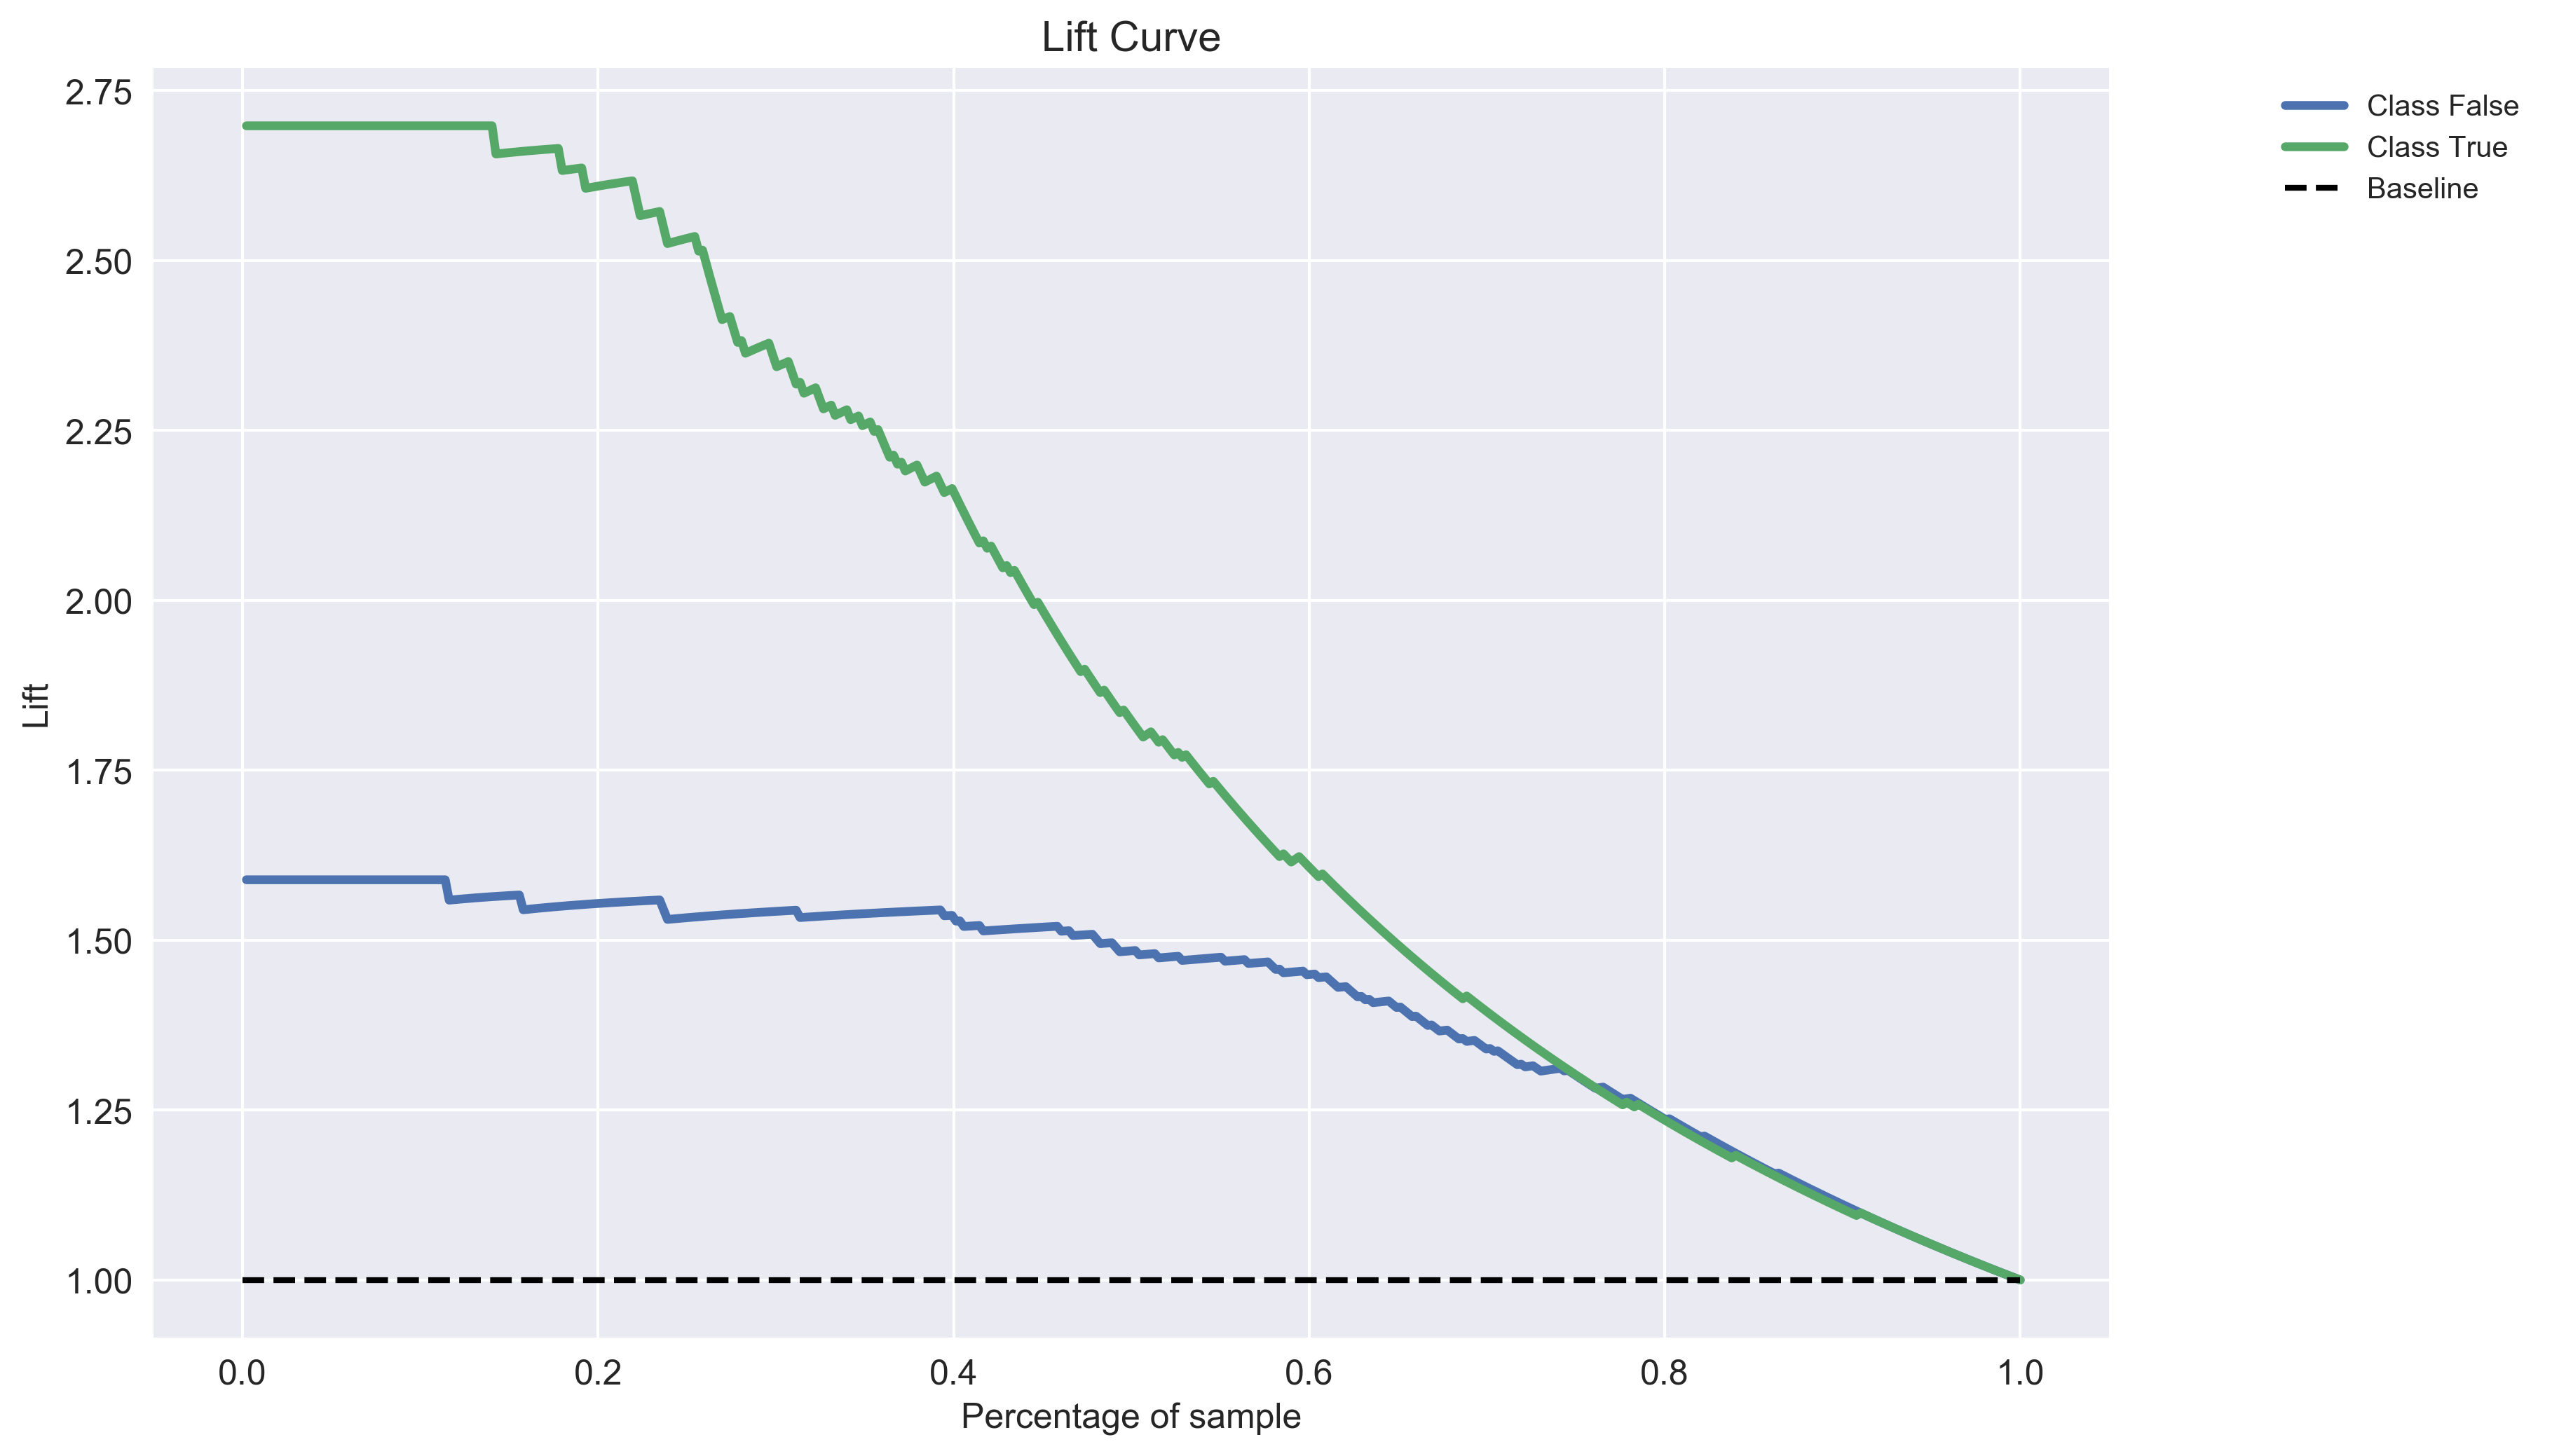 Lift Curve
2.75
2.50
2.25
2.00
1.75
1.50
1.25
1.00
Lift
0.0 0.2 0.4 0.6 0.8 1.0
Percentage of sample
Class False
Class True
Baseline